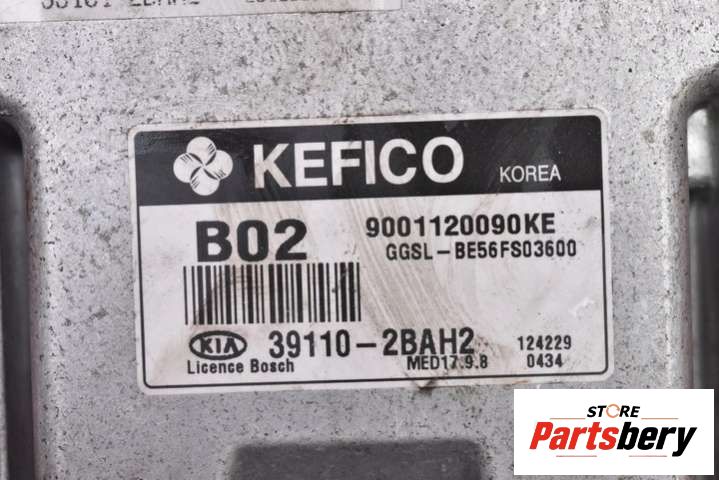 KEFICO KOREA
B02 9001120090KE
GGSL-BE56FS03600
KIA 39110-2BAH2 124229
Licence Bosch MED17.9.8 0434
STORE
Partsbery